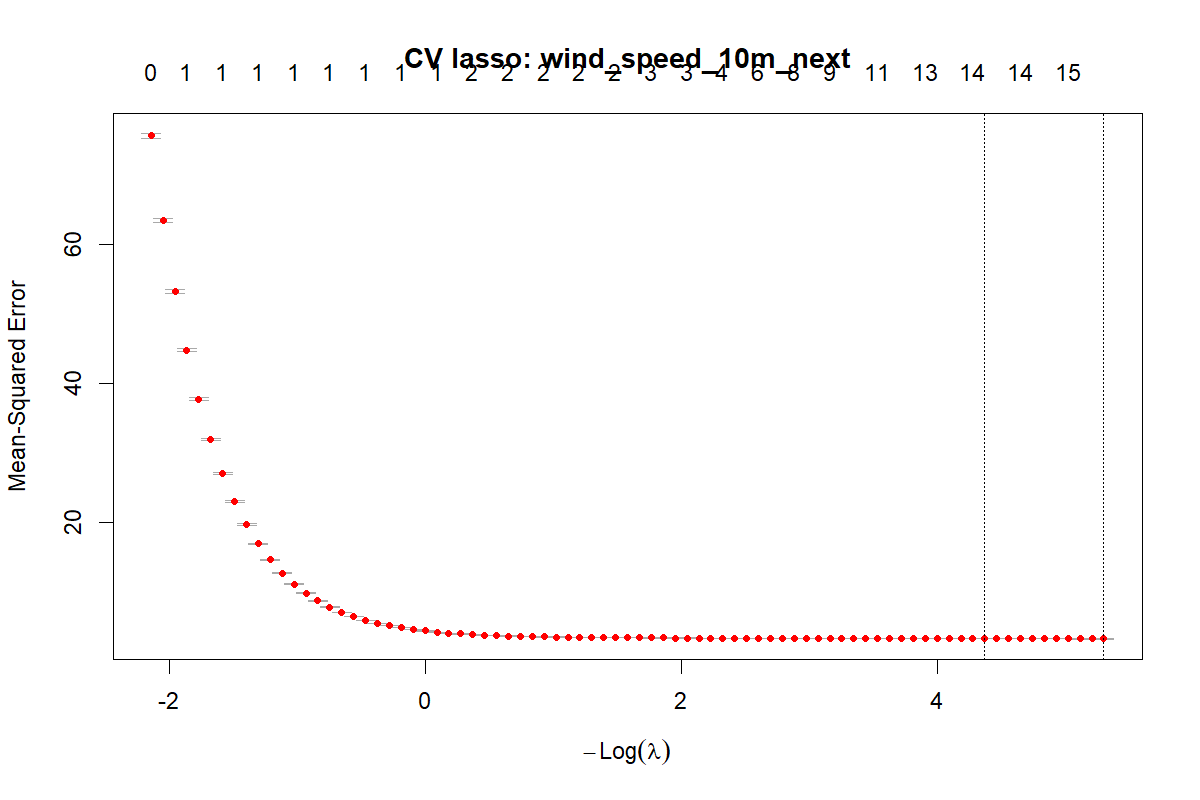 CV lasso: wind_speed_10m_next
0 1 1 1 1 1 1 1 1 2 2 2 2 2 3 3 4 6 8 9 11 13 14 14 15
60
40
20
Mean-Squared Error
-2 0 2 4
−Log(λ)